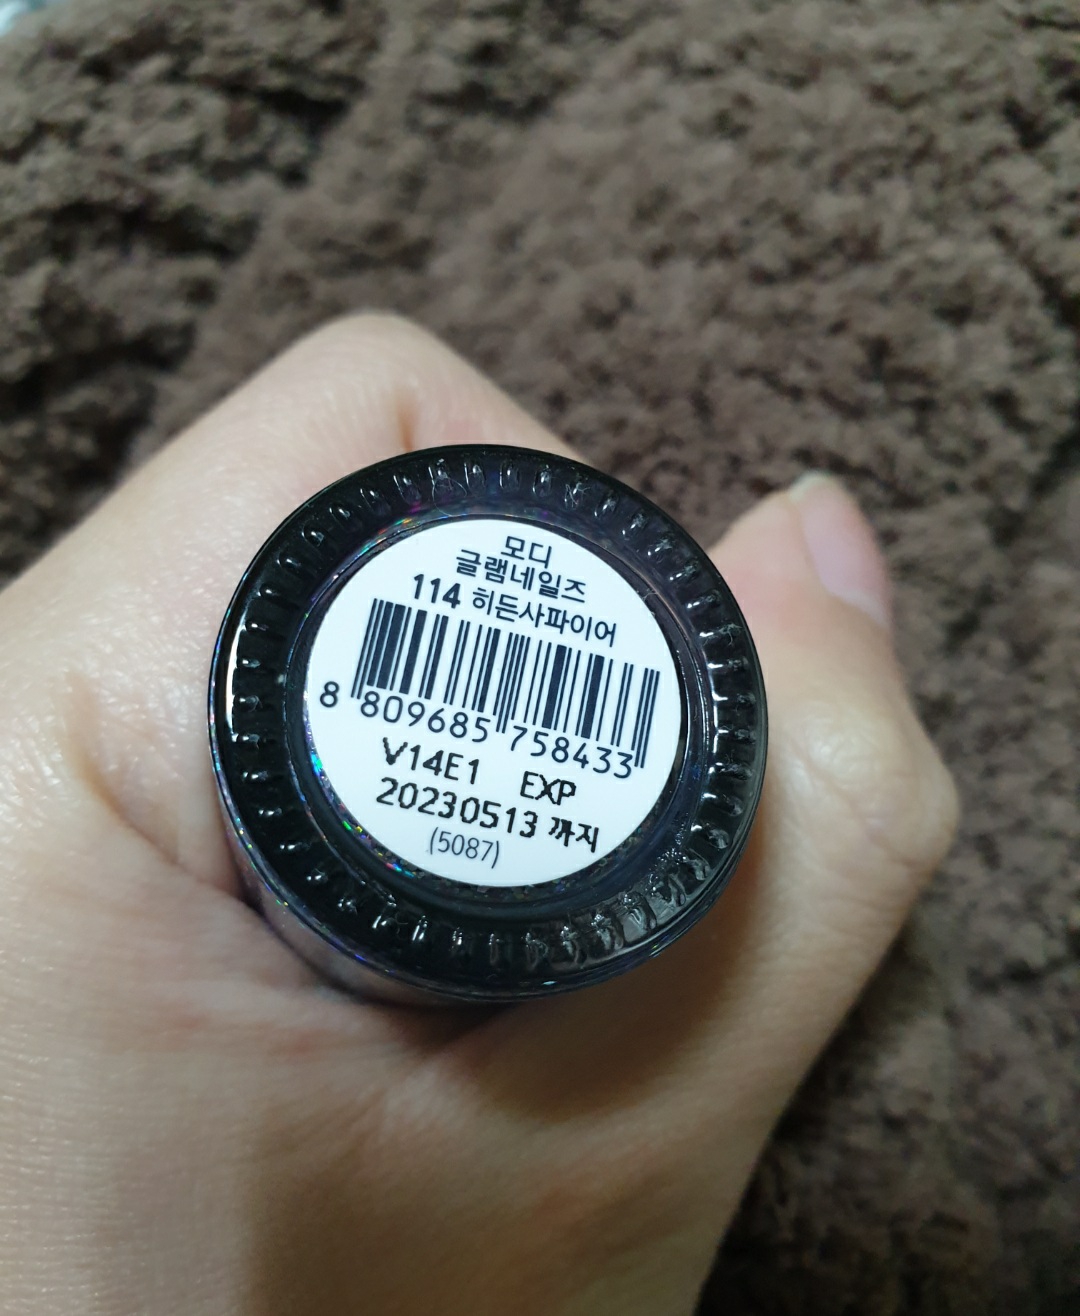 모디
글램네일즈
114 히든사파이어
8 809685 758433
V14E1 EXP
20230513 까지
(5087)